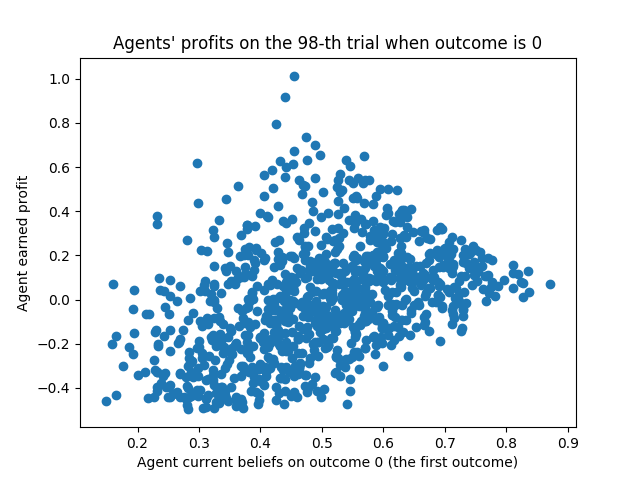 Agents' profits on the 98-th trial when outcome is 0
Agent earned profit
1.0
0.8
0.6
0.4
0.2
0.0
−0.2
−0.4
0.2 0.3 0.4 0.5 0.6 0.7 0.8 0.9
Agent current beliefs on outcome 0 (the first outcome)